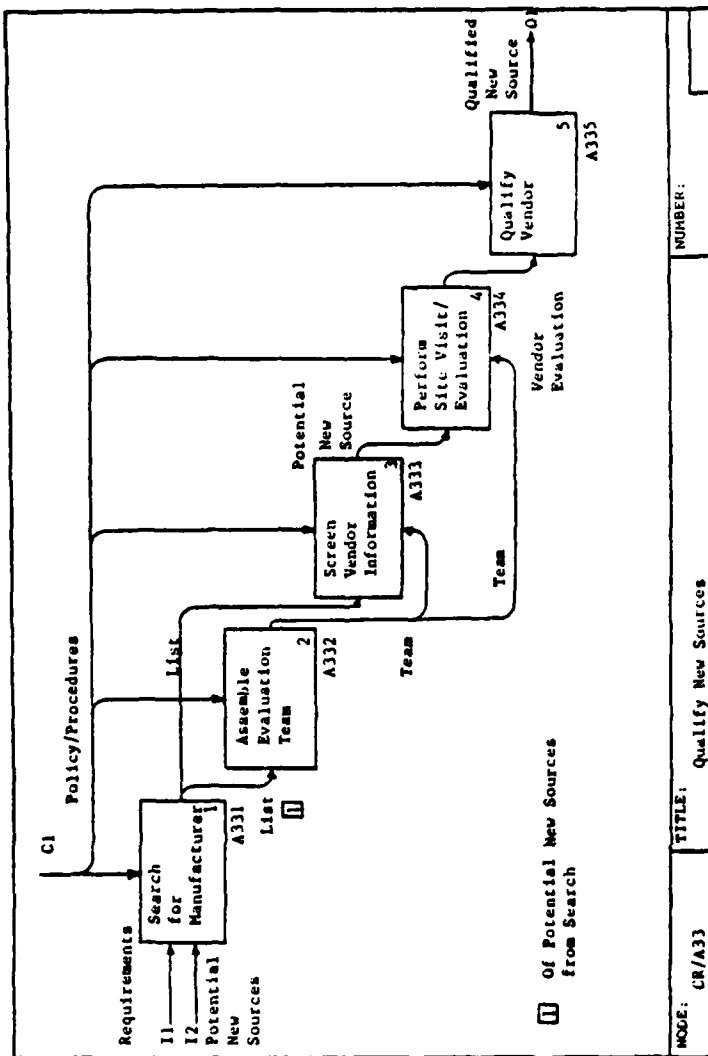 C1
Policy/Procedures
Requirements
I1
I2
Potential
New
Sources
Search
for
Manufacturer
1
A331
List
List
1
Assemble
Evaluation
Team
2
A332
Team
Team
Screen
Vendor
Information
3
A333
Potential
New
Source
Perform
Site Visit/
Evaluation
4
A334
Vendor
Evaluation
Qualify
Vendor
5
A335
Qualified
New
Source
1 Of Potential New Sources
from Search
NODE: CR/A33
TITLE: Qualify New Sources
NUMBER: